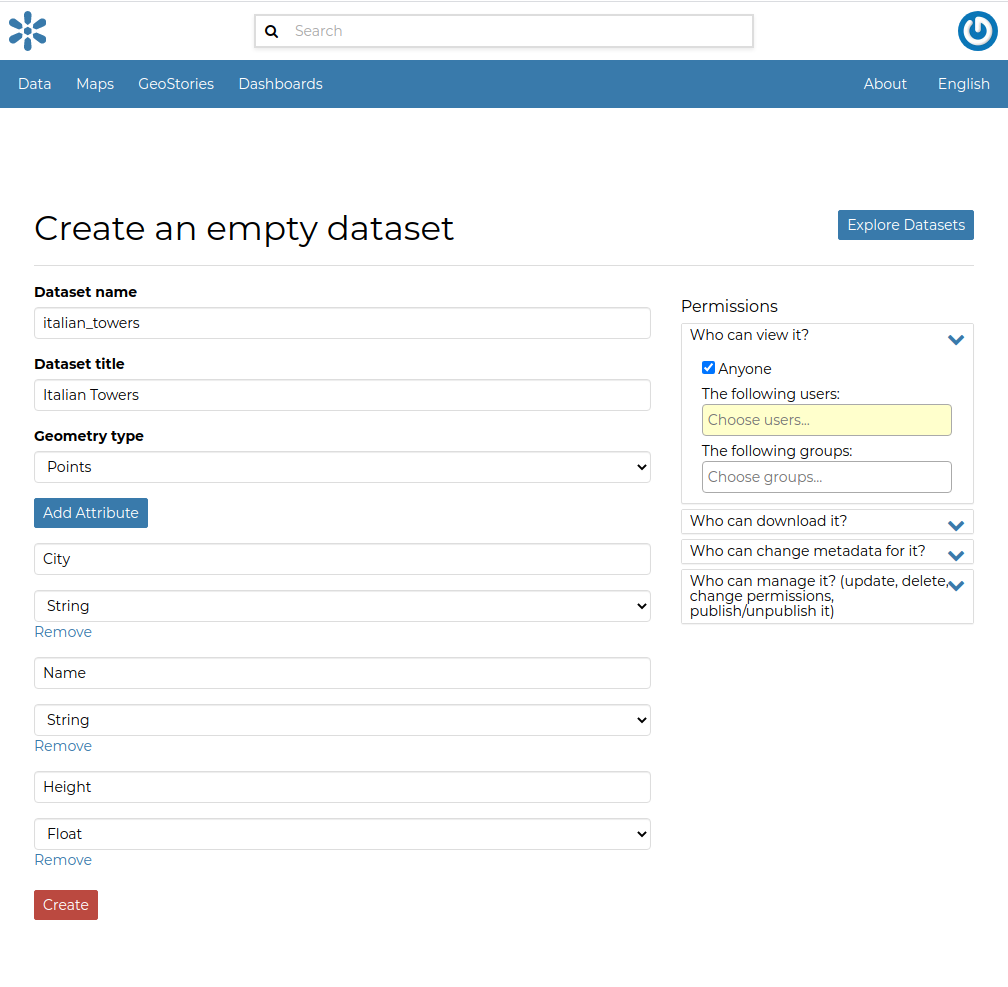 Search
Data Maps GeoStories Dashboards About English
Create an empty dataset
Explore Datasets
Dataset name
italian_towers
Dataset title
Italian Towers
Geometry type
Points
Add Attribute
City
String
Remove
Name
String
Remove
Height
Float
Remove
Create
Permissions
Who can view it?
Anyone
The following users:
Choose users...
The following groups:
Choose groups...
Who can download it?
Who can change metadata for it?
Who can manage it? (update, delete,
change permissions,
publish/unpublish it)